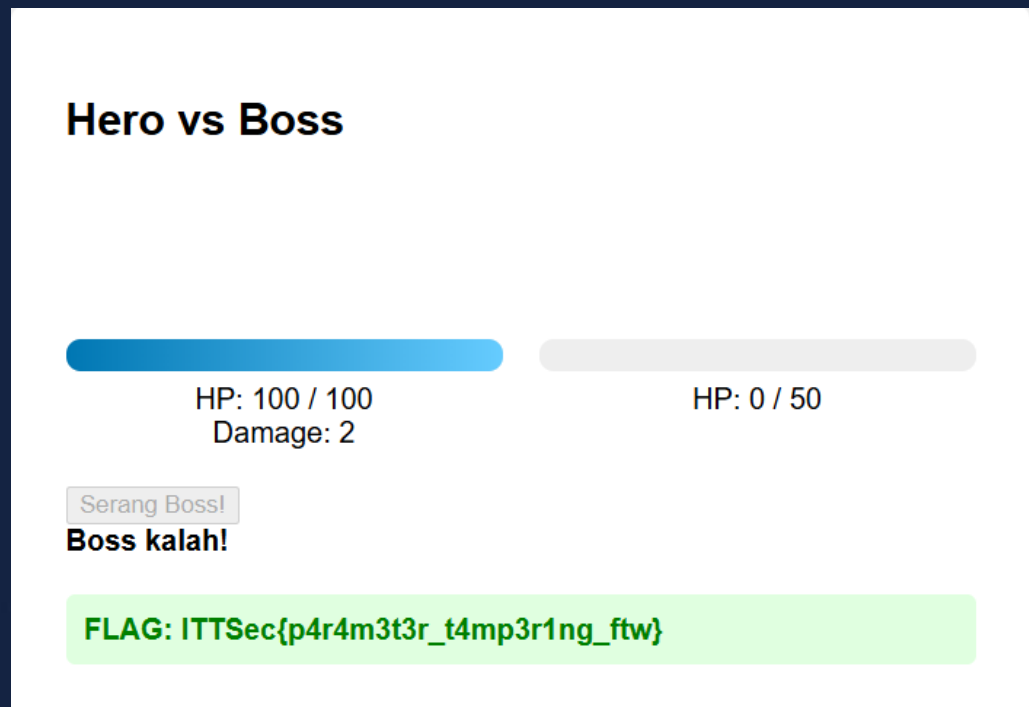 Hero vs Boss
HP: 100 / 100
Damage: 2
HP: 0 / 50
Serang Boss!
Boss kalah!
FLAG: ITTSec{p4r4m3t3r_t4mp3r1ng_ftw}